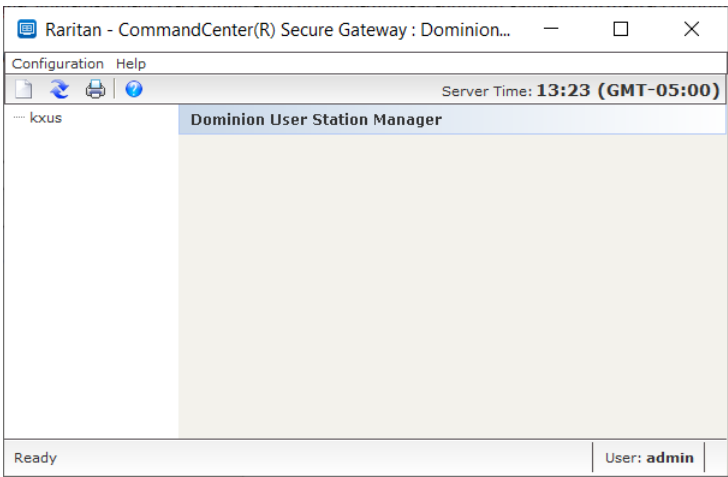 Raritan - CommandCenter(R) Secure Gateway : Dominion...
Configuration Help
Server Time: 13:23 (GMT-05:00)
kxus
Dominion User Station Manager
Ready
User: admin